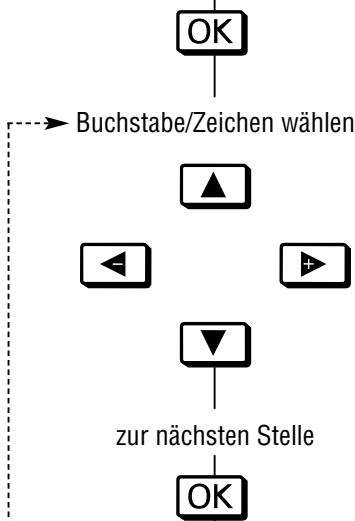 OK
Buchstabe/Zeichen wählen
▲
◄- +►
▼
zur nächsten Stelle
OK